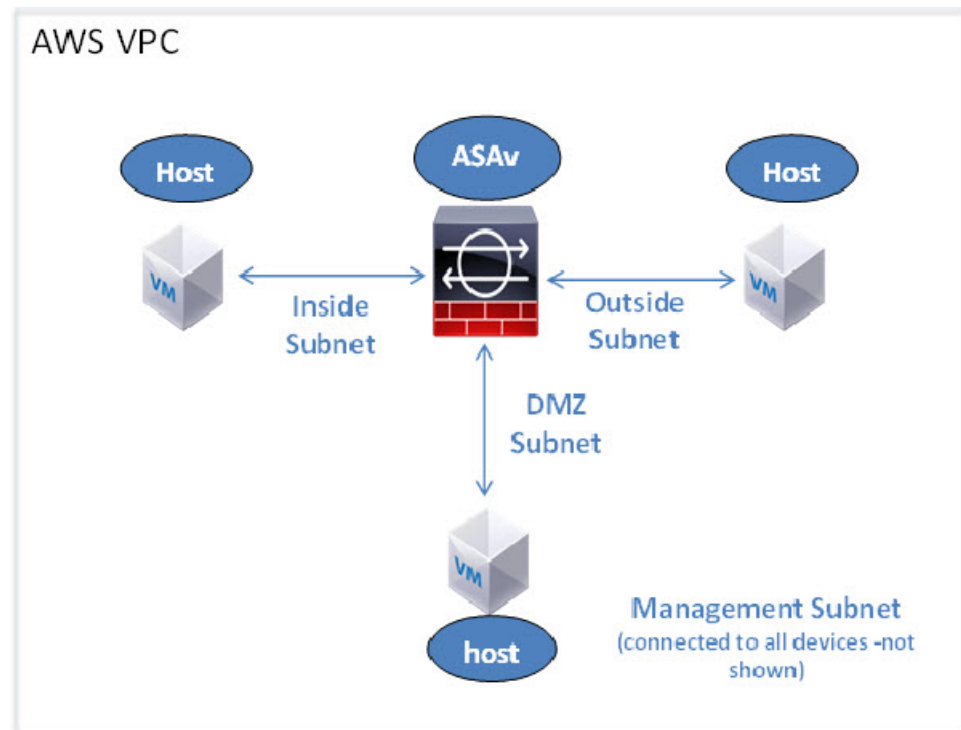 AWS VPC
Host
ASAv
Host
VM
VM
Inside
Subnet
Outside
Subnet
DMZ
Subnet
VM
host
Management Subnet
(connected to all devices -not
shown)